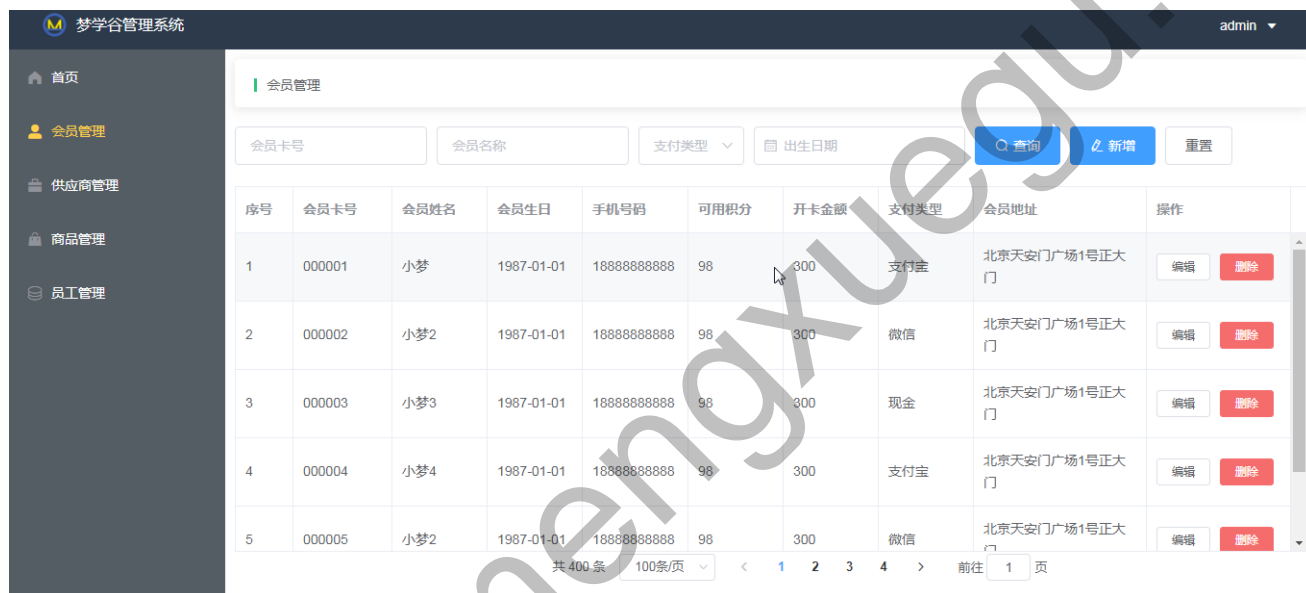 M 梦学谷管理系统 admin
首页
会员管理
供应商管理
商品管理
员工管理
会员管理
会员卡号 会员名称 支付类型 出生日期 查询 新增 重置
序号 会员卡号 会员姓名 会员生日 手机号码 可用积分 开卡金额 支付类型 会员地址 操作
1 000001 小梦 1987-01-01 18888888888 98 300 支付宝 北京天安门广场1号正大 编辑 删除
门
2 000002 小梦2 1987-01-01 18888888888 98 300 微信 北京天安门广场1号正大 编辑 删除
门
3 000003 小梦3 1987-01-01 18888888888 98 300 现金 北京天安门广场1号正大 编辑 删除
门
4 000004 小梦4 1987-01-01 18888888888 98 300 支付宝 北京天安门广场1号正大 编辑 删除
门
5 000005 小梦2 1987-01-01 18888888888 98 300 微信 北京天安门广场1号正大 编辑 删除
共 400 条 100条/页 < 1 2 3 4 > 前往 1 页
mengxuegu.